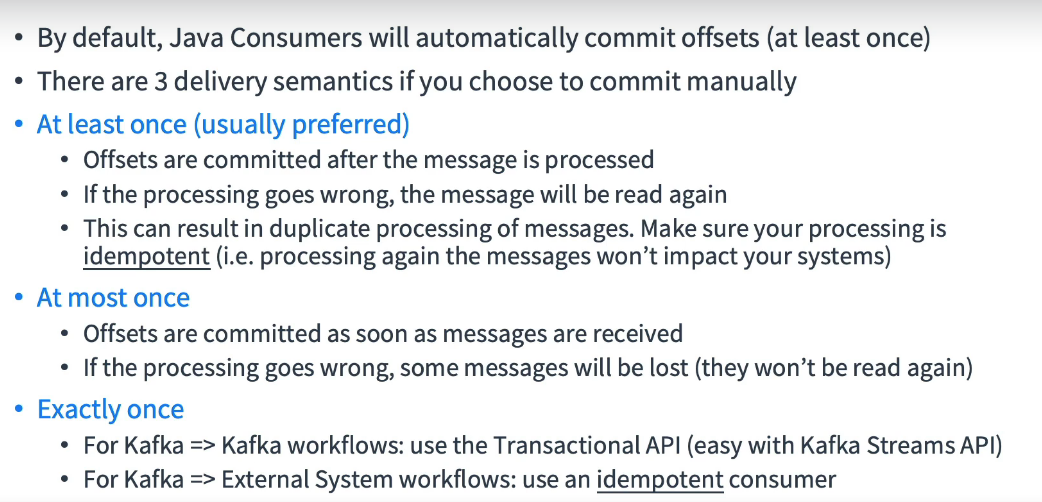 • By default, Java Consumers will automatically commit offsets (at least once)
• There are 3 delivery semantics if you choose to commit manually
• At least once (usually preferred)
• Offsets are committed after the message is processed
• If the processing goes wrong, the message will be read again
• This can result in duplicate processing of messages. Make sure your processing is
idempotent (i.e. processing again the messages won't impact your systems)
• At most once
• Offsets are committed as soon as messages are received
• If the processing goes wrong, some messages will be lost (they won't be read again)
• Exactly once
• For Kafka => Kafka workflows: use the Transactional API (easy with Kafka Streams API)
• For Kafka => External System workflows: use an idempotent consumer